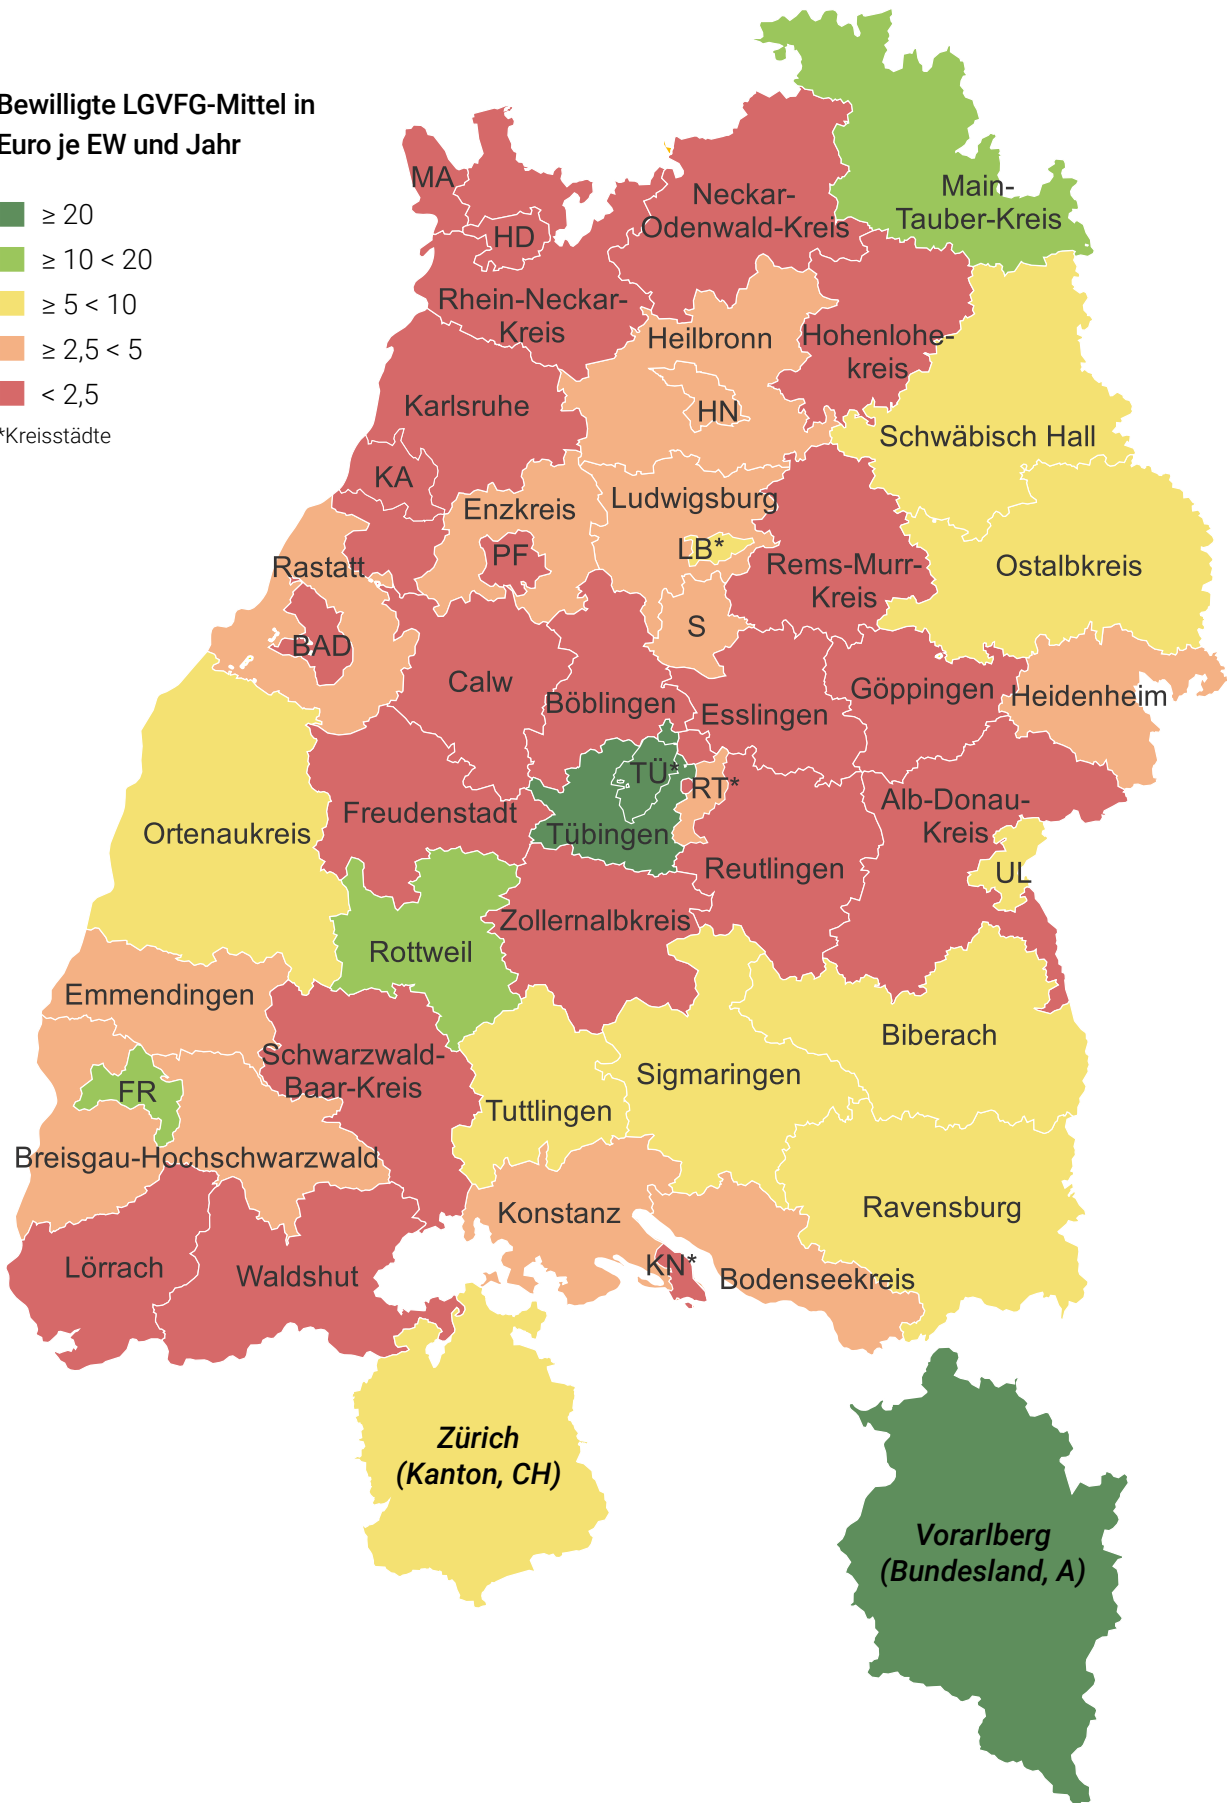 Bewilligte LGVFG-Mittel in
Euro je EW und Jahr
≥ 20
≥ 10 < 20
≥ 5 < 10
≥ 2,5 < 5
< 2,5
*Kreisstädte
MA
HD
Neckar-
Odenwald-Kreis
Main-
Tauber-Kreis
Rhein-Neckar-
Kreis
Heilbronn
Hohenlohe-
kreis
Karlsruhe
HN
Schwäbisch Hall
KA
Enzkreis
Ludwigsburg
PF
LB*
Rastatt
Rems-Murr-
Kreis
Ostalbkreis
BAD
S
Calw
Böblingen
Esslingen
Göppingen
Heidenheim
TÜ*
RT*
Freudenstadt
Tübingen
Alb-Donau-
Kreis
Ortenaukreis
Reutlingen
UL
Zollernalbkreis
Rottweil
Emmendingen
Biberach
Schwarzwald-
Baar-Kreis
Sigmaringen
FR
Tuttlingen
Breisgau-Hochschwarzwald
Konstanz
Ravensburg
Lörrach
Waldshut
KN*
Bodenseekreis
Zürich
(Kanton, CH)
Vorarlberg
(Bundesland, A)